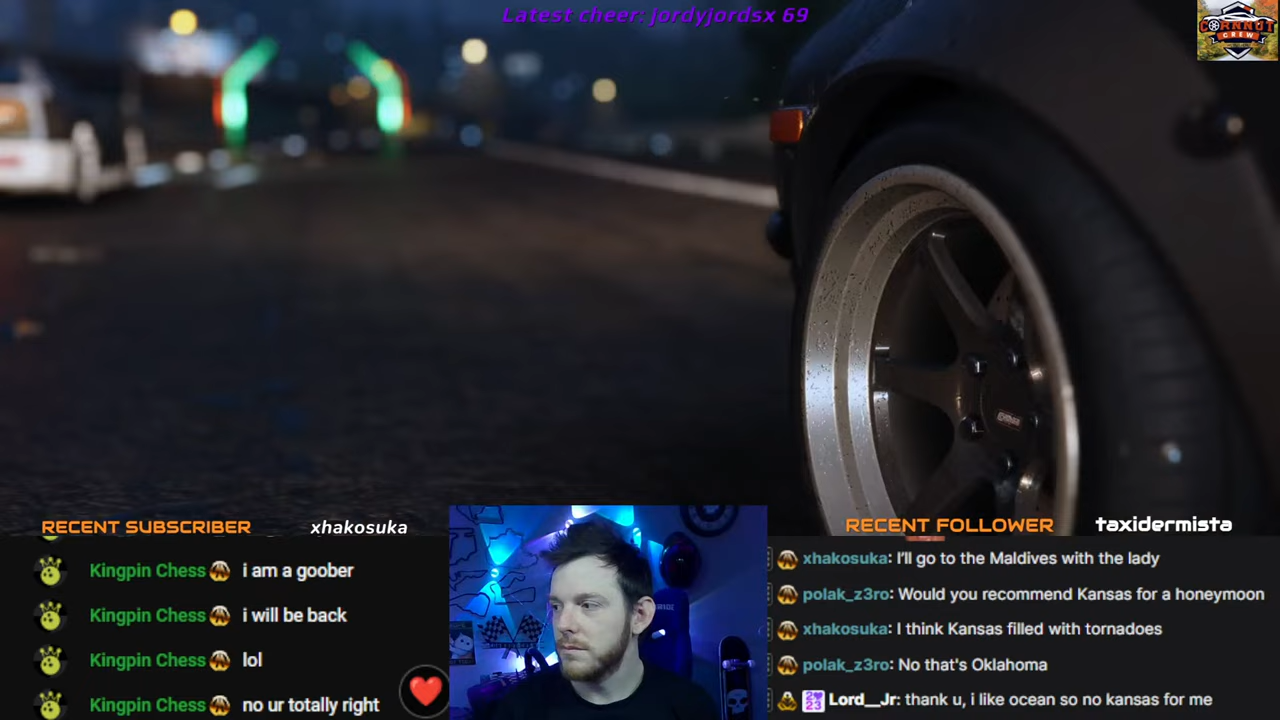 Latest cheer: jordyjordsx 69
CORNNUT
CREW
RECENT SUBSCRIBER xhakosuka
RECENT FOLLOWER taxidermista
Kingpin Chess i am a goober
Kingpin Chess i will be back
Kingpin Chess lol
Kingpin Chess no ur totally right
xhakosuka: I'll go to the Maldives with the lady
polak_z3ro: Would you recommend Kansas for a honeymoon
xhakosuka: I think Kansas filled with tornadoes
polak_z3ro: No that's Oklahoma
Lord__Jr: thank u, i like ocean so no kansas for me